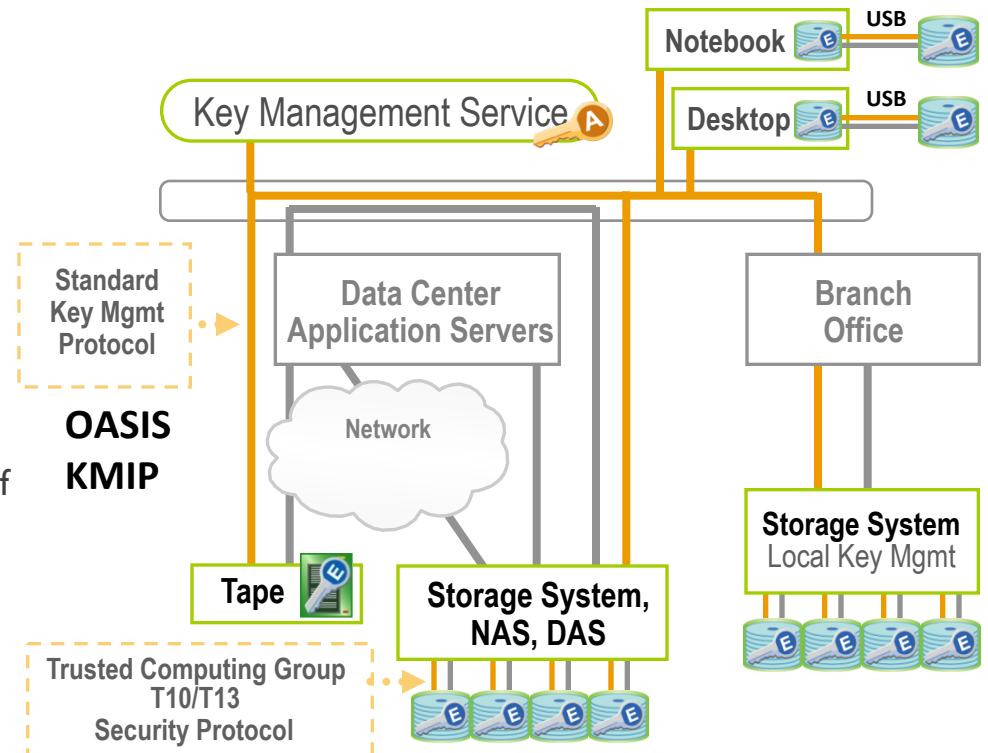 Notebook
E
USB
E
Key Management Service
A
Desktop
E
USB
E
Standard
Key Mgmt
Protocol
Data Center
Application Servers
Branch
Office
OASIS
KMIP
f
Network
Tape
E
Storage System,
NAS, DAS
Storage System
Local Key Mgmt
E
E
E
E
Trusted Computing Group
T10/T13
Security Protocol
E
E
E
E